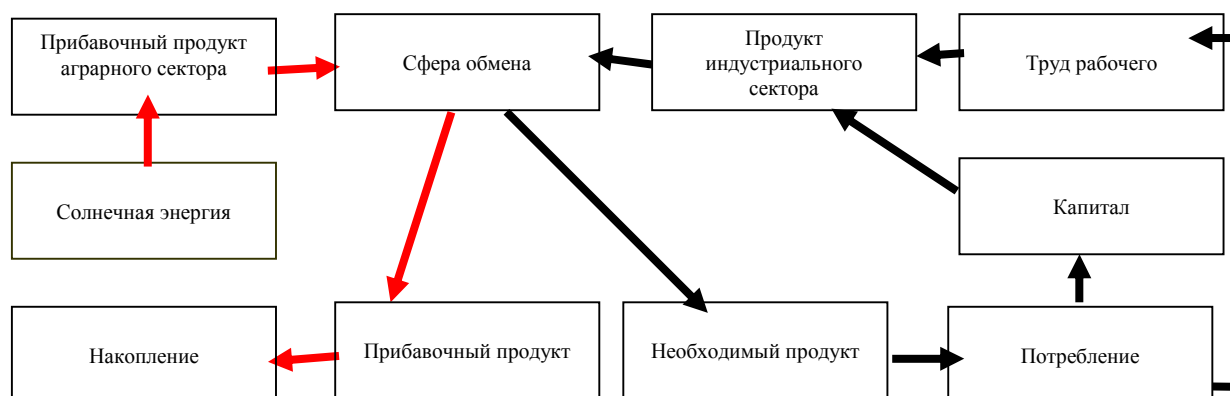 Прибавочный продукт
аграрного сектора
Сфера обмена
Продукт
индустриального
сектора
Труд рабочего
Солнечная энергия
Капитал
Накопление
Прибавочный продукт
Необходимый продукт
Потребление